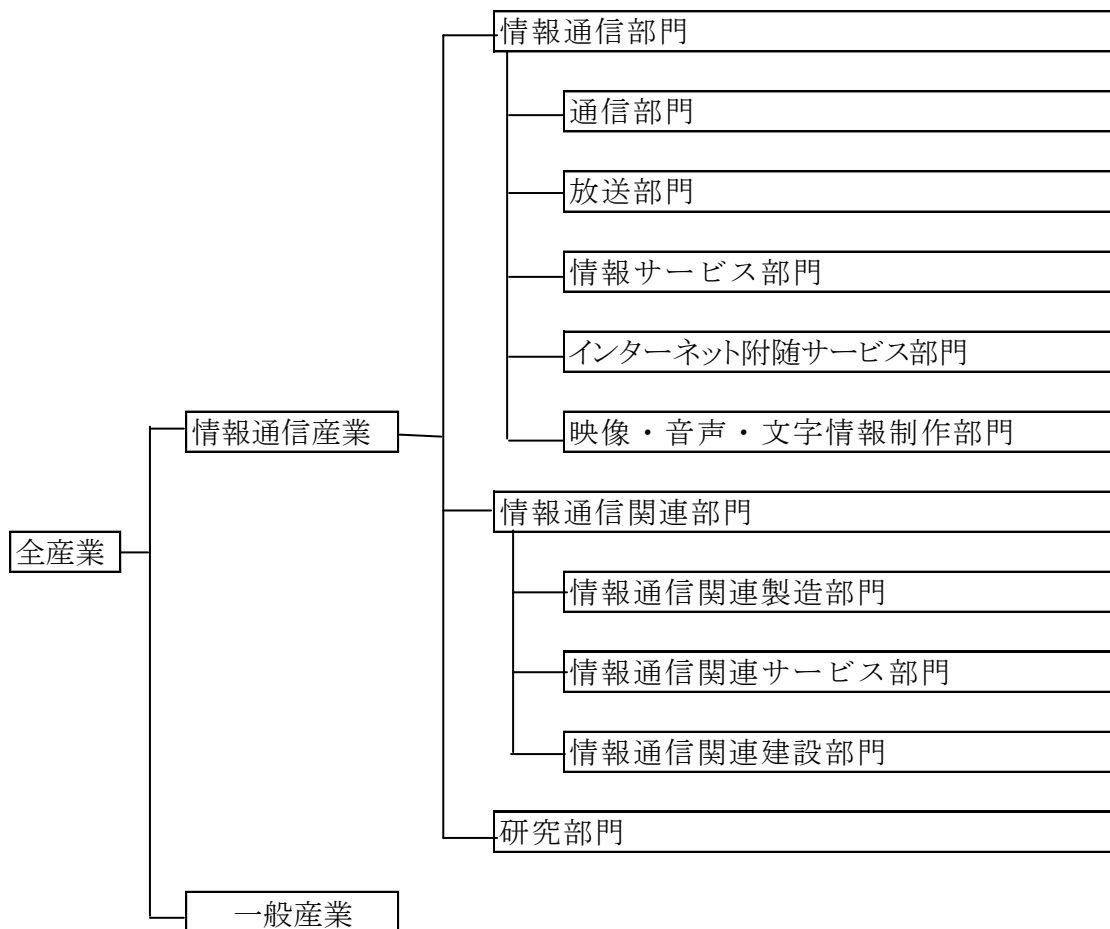 情報通信部門
通信部門
放送部門
情報サービス部門
インターネット附随サービス部門
情報通信産業
映像・音声・文字情報制作部門
情報通信関連部門
全産業
情報通信関連製造部門
情報通信関連サービス部門
情報通信関連建設部門
研究部門
一般産業